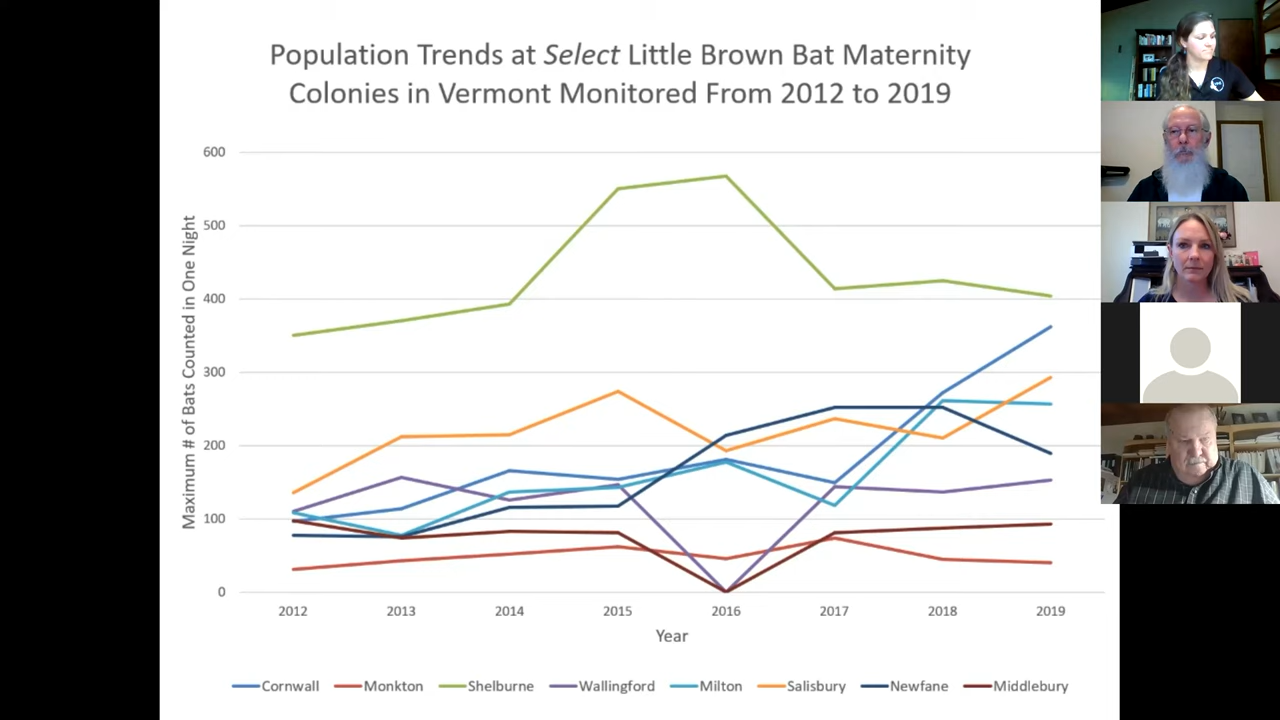 Population Trends at Select Little Brown Bat Maternity
Colonies in Vermont Monitored From 2012 to 2019
600
500
400
300
200
100
0
Maximum # of Bats Counted in One Night
2012 2013 2014 2015 2016 2017 2018 2019
Year
Cornwall Monkton Shelburne Wallingford Milton Salisbury Newfane Middlebury